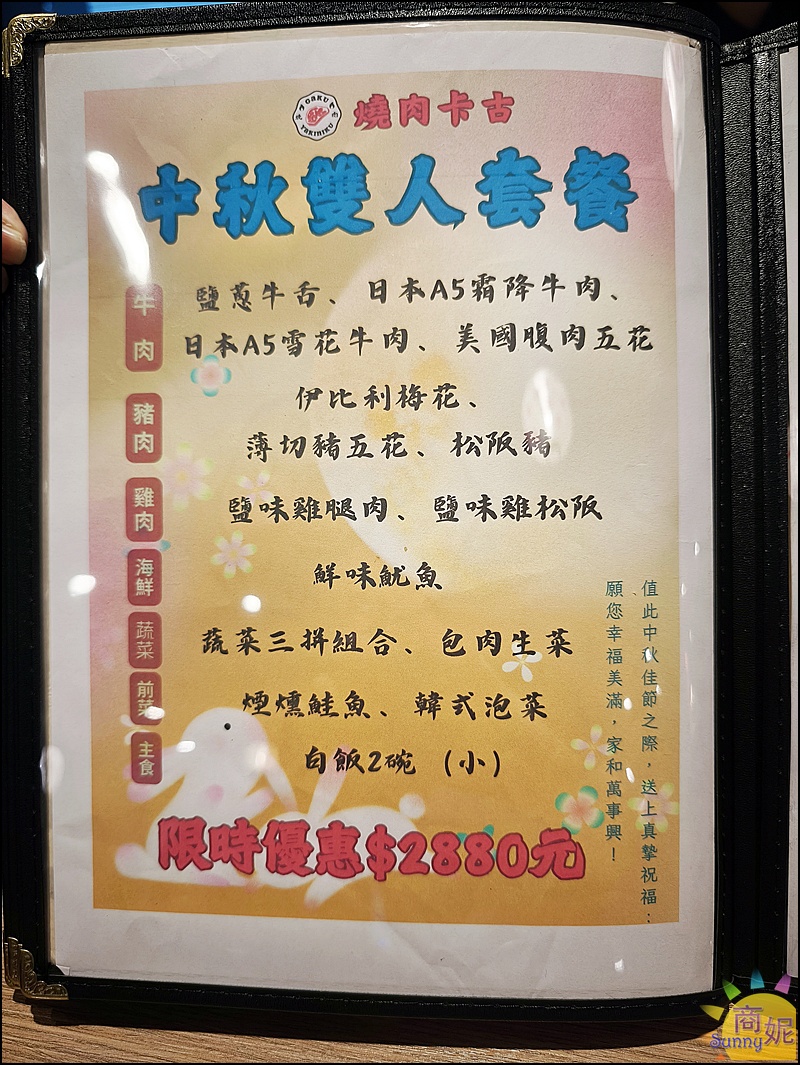 OAKU
YAKINIKU
燒肉卡古
中秋雙人套餐
牛肉
鹽蔥牛舌、日本A5霜降牛肉、
日本A5雪花牛肉、美國腹肉五花
豬肉
伊比利梅花、
薄切豬五花、松阪豬
雞肉
鹽味雞腿肉、鹽味雞松阪
海鮮
鮮味魷魚
蔬菜
蔬菜三拼組合、包肉生菜
前菜
煙燻鮭魚、韓式泡菜
主食
白飯2碗 (小)
值此中秋佳節之際，送上真摯祝福：
願您幸福美滿，家和萬事興！
限時優惠$2880元
商妮
Sunny